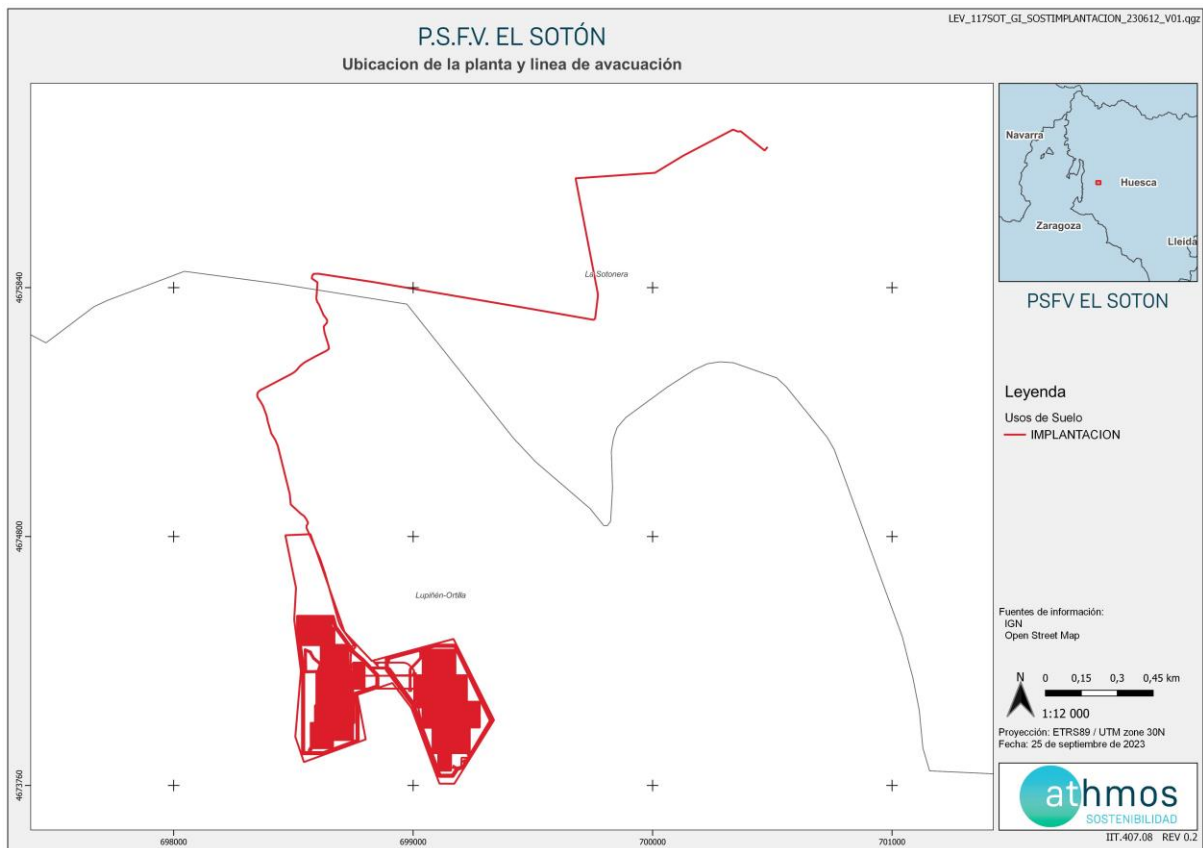 LEV_117SOT_GI_SOSTIMPLANTACION_230612_V01.qgz
P.S.F.V. EL SOTÓN
Ubicacion de la planta y linea de avacuación
Navarra
Huesca
Zaragoza
Lleida
PSFV EL SOTON
La Sotonera
Lupiñén-Ortilla
4675840
4674800
4673760
698000
699000
700000
701000
Leyenda
Usos de Suelo
IMPLANTACION
Fuentes de información:
IGN
Open Street Map
N
0 0,15 0,3 0,45 km
1:12 000
Proyección: ETRS89 / UTM zone 30N
Fecha: 25 de septiembre de 2023
athmos
SOSTENIBILIDAD
IIT.407.08 REV 0.2